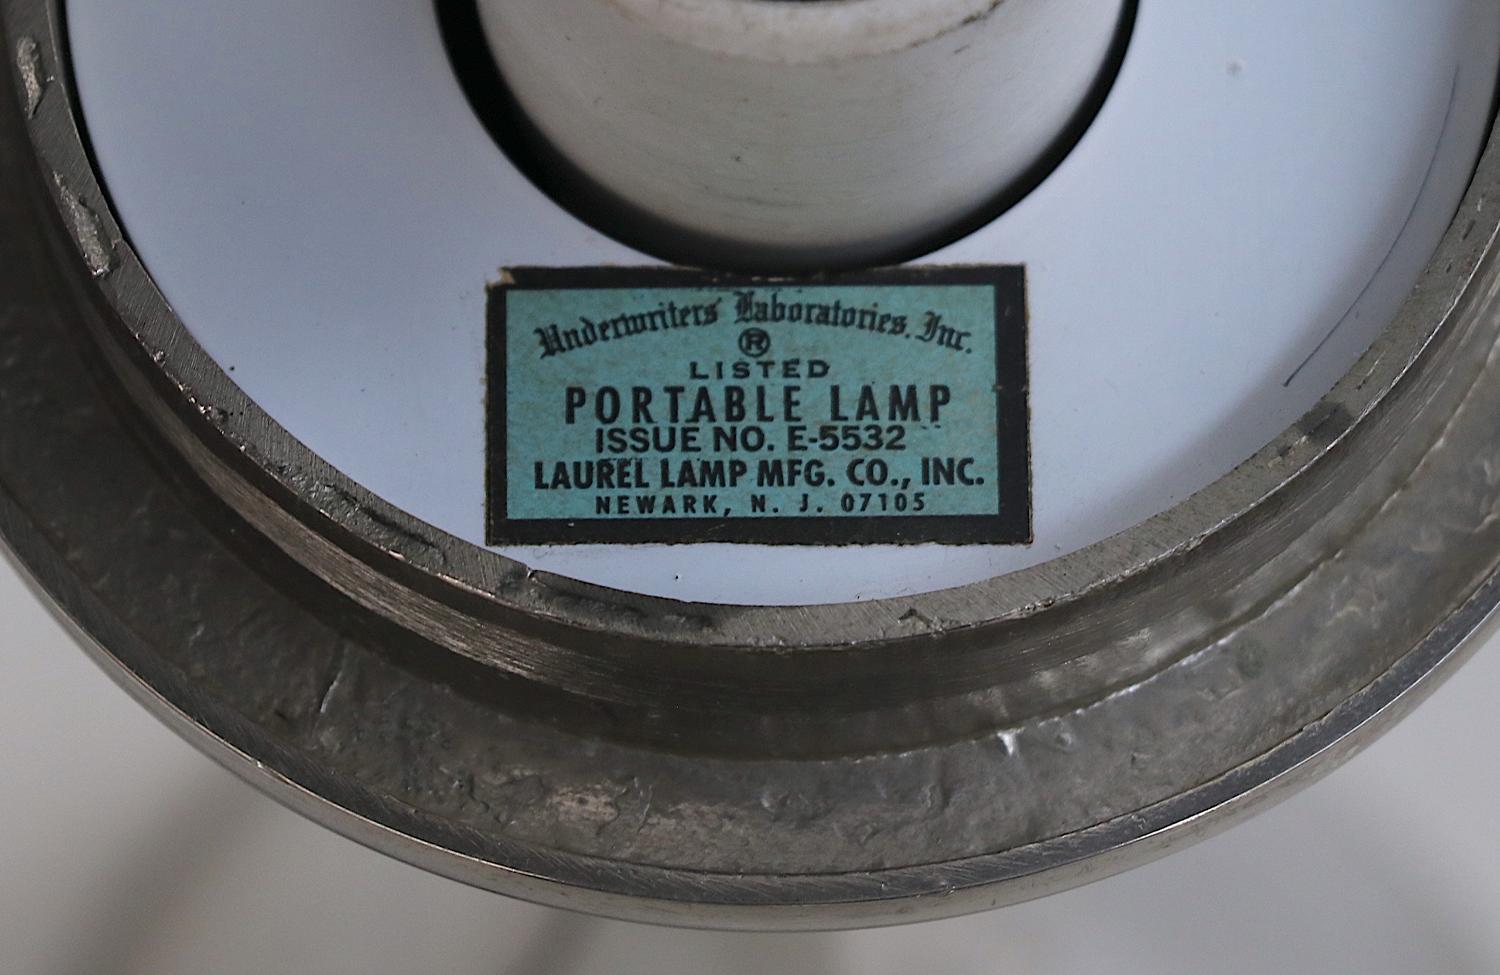 Underwriters' Laboratories, Inc.
®
LISTED
PORTABLE LAMP
ISSUE NO. E-5532
LAUREL LAMP MFG. CO., INC.
NEWARK, N. J. 07105